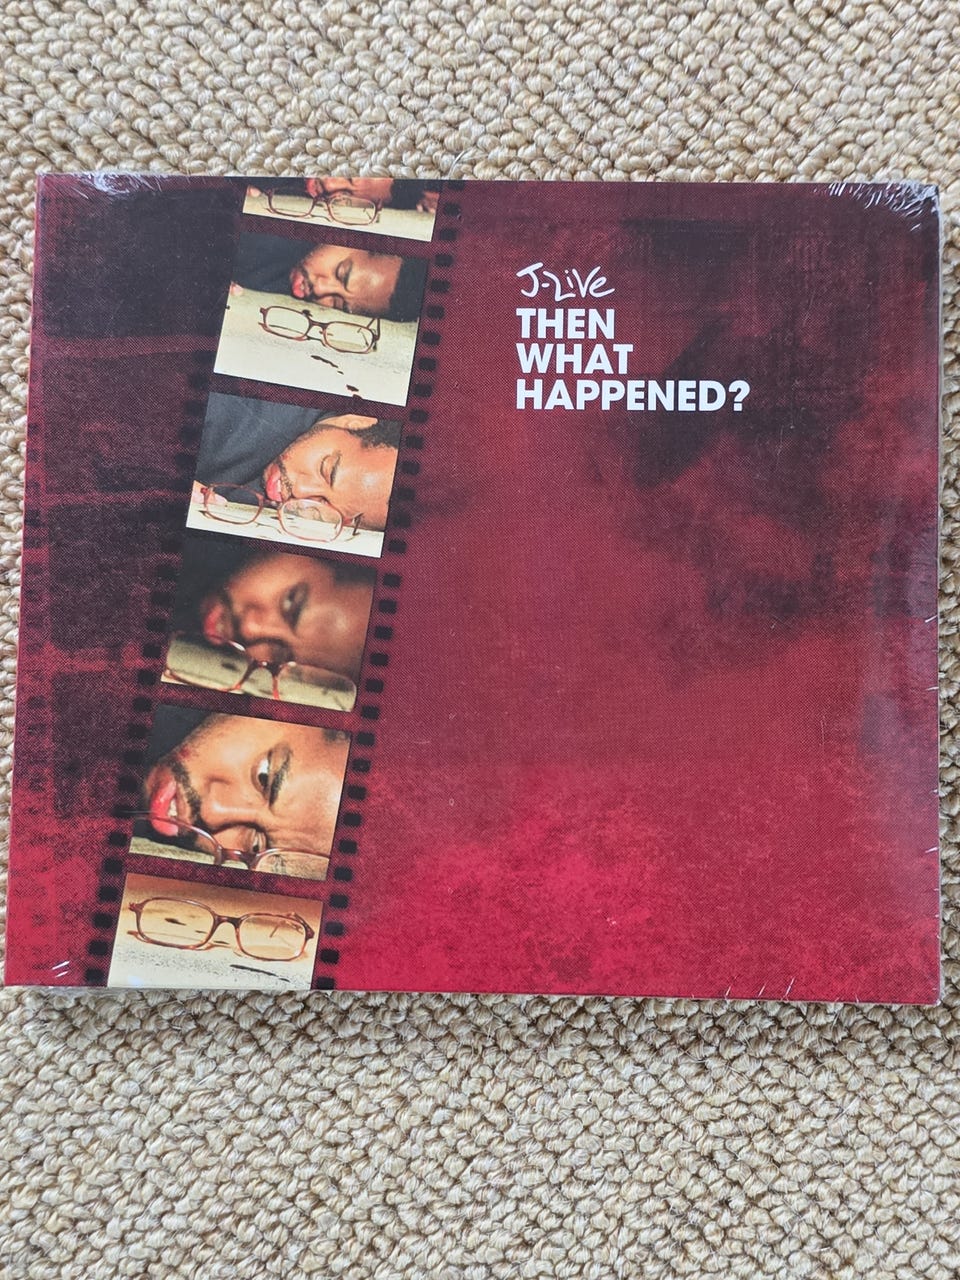 J-Live
THEN
WHAT
HAPPENED?